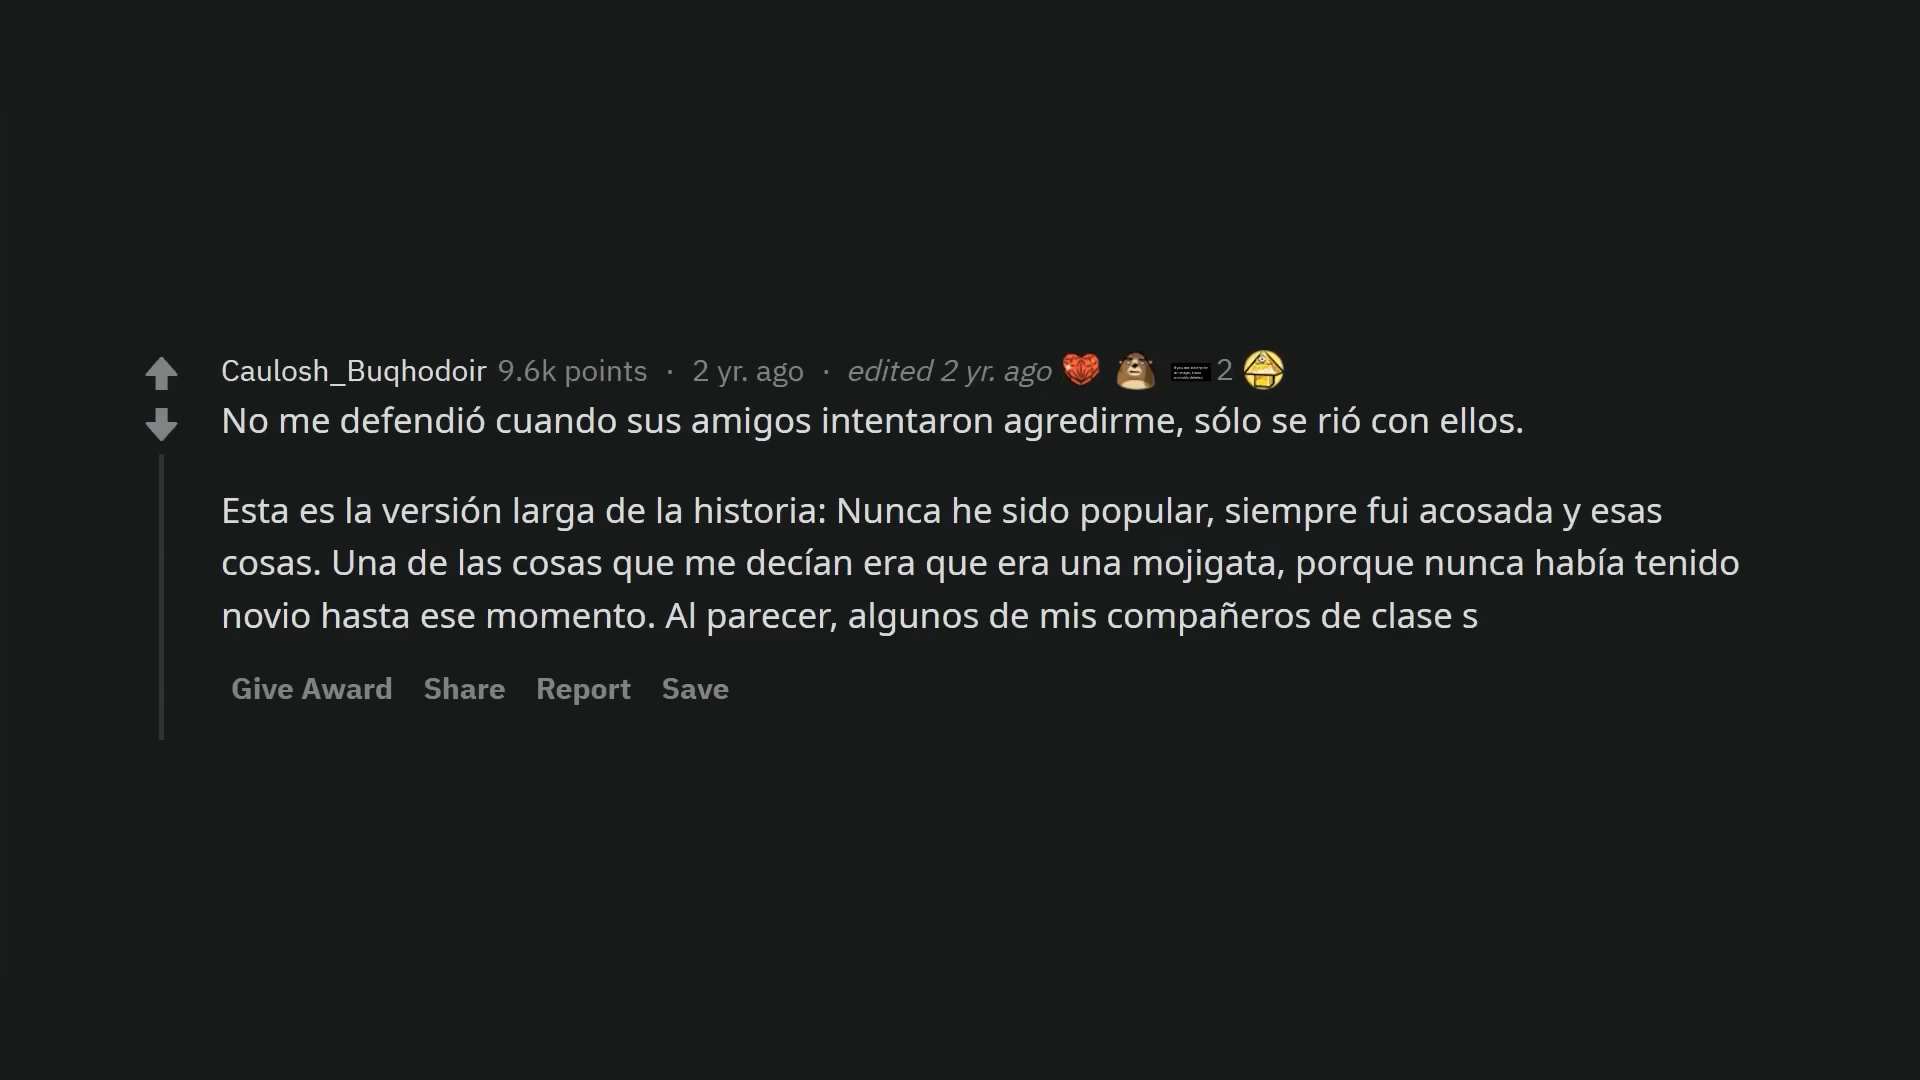 Caulosh_Buqhodoir 9.6k points · 2 yr. ago · edited 2 yr. ago 2
No me defendió cuando sus amigos intentaron agredirme, sólo se rió con ellos.
Esta es la versión larga de la historia: Nunca he sido popular, siempre fui acosada y esas
cosas. Una de las cosas que me decían era que era una mojigata, porque nunca había tenido
novio hasta ese momento. Al parecer, algunos de mis compañeros de clase s
Give Award Share Report Save